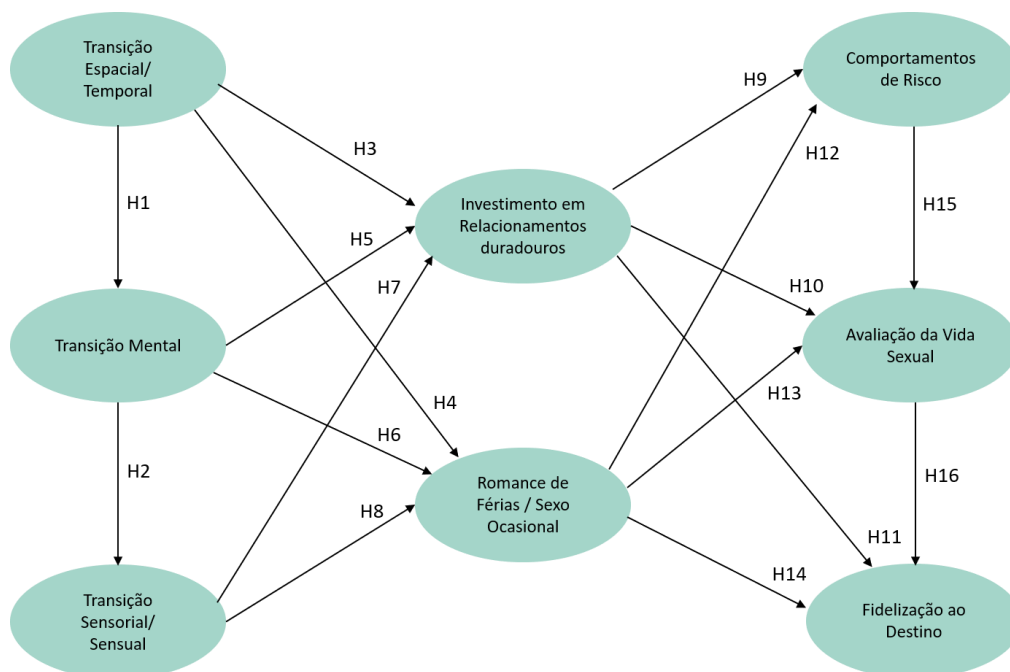 Transição
Espacial/
Temporal
Comportamentos
de Risco
H9
H3
H12
H1
H15
Investimento em
Relacionamentos
duradouros
H5
H7
H10
Transição Mental
Avaliação da Vida
Sexual
H13
H4
H6
H2
H16
Romance de
Férias / Sexo
Ocasional
H8
H11
H14
Transição
Sensorial/
Sensual
Fidelização ao
Destino